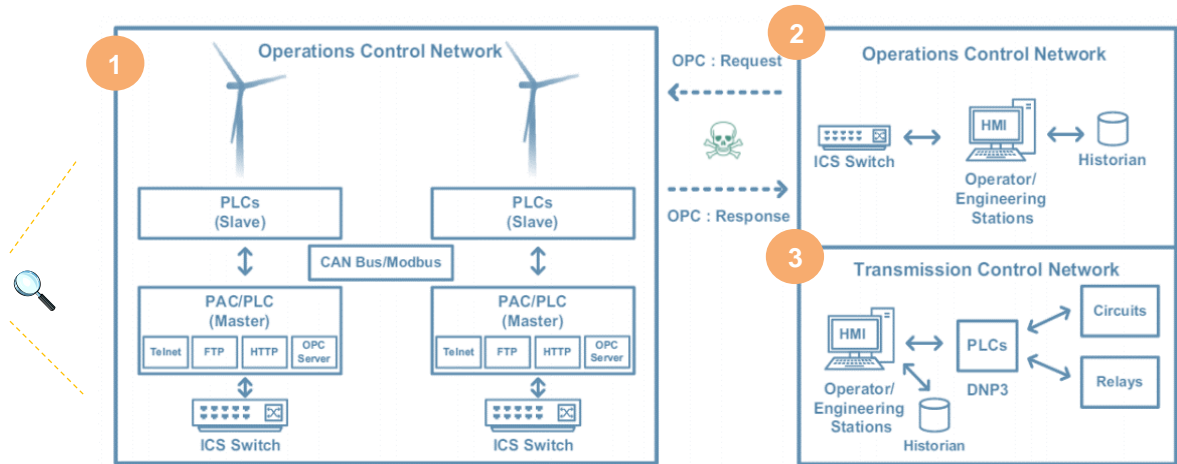 1
Operations Control Network
PLCs
(Slave)
PLCs
(Slave)
CAN Bus/Modbus
PAC/PLC
(Master)
Telnet
FTP
HTTP
OPC
Server
PAC/PLC
(Master)
Telnet
FTP
HTTP
OPC
Server
ICS Switch
ICS Switch
OPC : Request
OPC : Response
2
Operations Control Network
ICS Switch
HMI
Operator/
Engineering
Stations
Historian
3
Transmission Control Network
HMI
Operator/
Engineering
Stations
Historian
PLCs
DNP3
Circuits
Relays